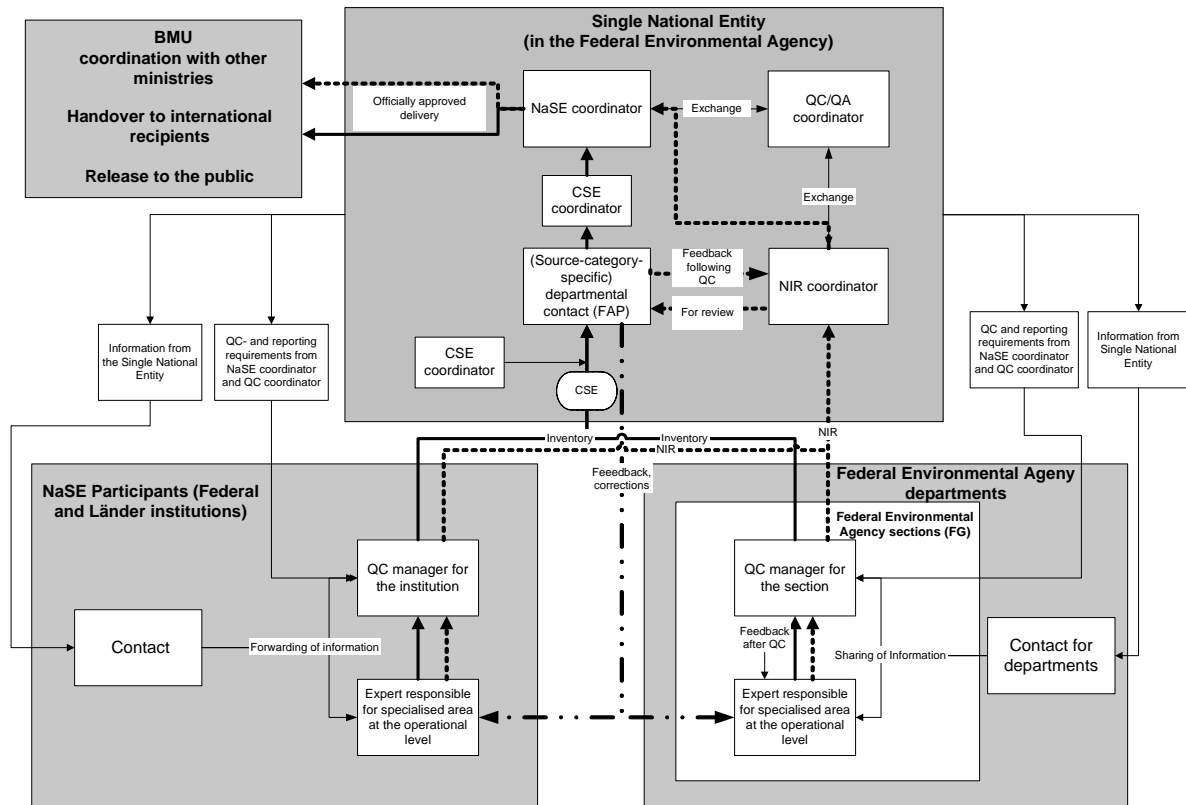 Single National Entity
(in the Federal Environmental Agency)
BMU
coordination with other
ministries
Handover to international
recipients
Release to the public
Officially approved
delivery
NaSE coordinator
Exchange
QC/QA
coordinator
CSE
coordinator
Exchange
(Source-category-
specific)
departmental
contact (FAP)
Feedback
following
QC
For review
NIR coordinator
Information from
the Single National
Entity
QC- and reporting
requirements from
NaSE coordinator
and QC coordinator
CSE
coordinator
CSE
QC and reporting
requirements from
NaSE coordinator
and QC coordinator
Information from
Single National
Entity
Inventory
Inventory
NIR
NIR
Feeedback,
corrections
NaSE Participants (Federal
and Länder institutions)
Federal Environmental Ageny
departments
Federal Environmental
Agency sections (FG)
QC manager for
the institution
QC manager for
the section
Contact
Forwarding of information
Feedback
after QC
Sharing of Information
Contact for
departments
Expert responsible
for specialised area
at the operational
level
Expert responsible
for specialised area
at the operational
level